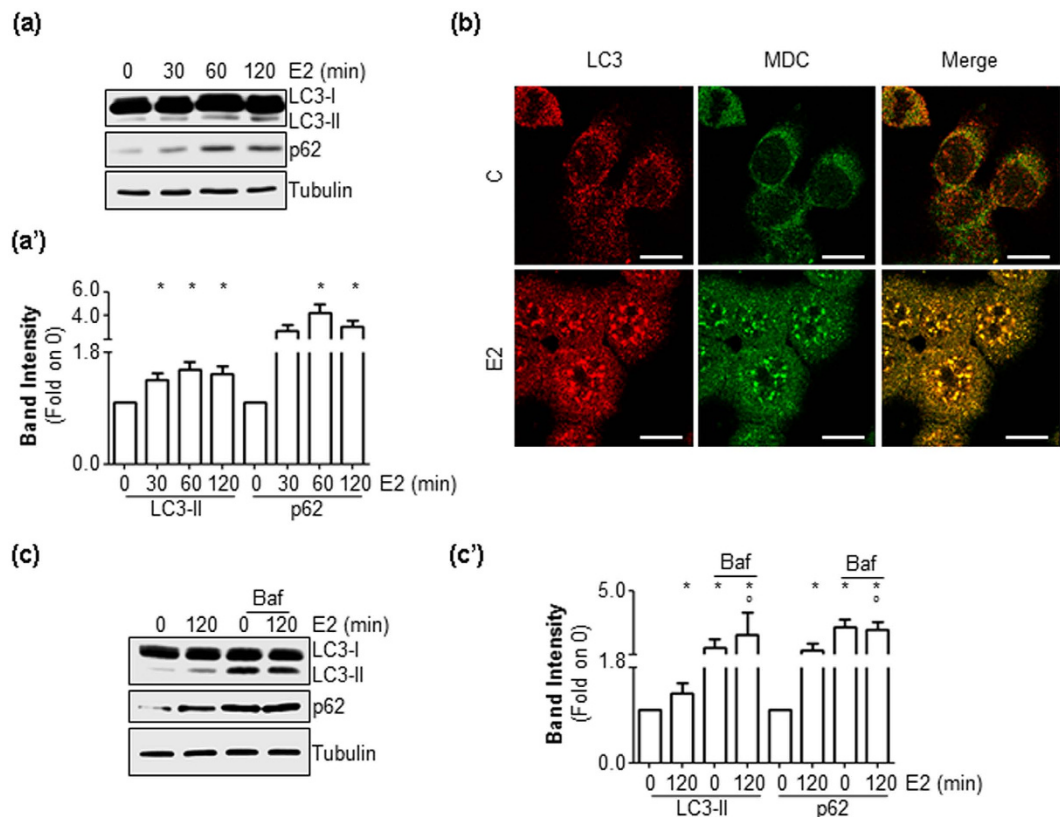 (a)
0 30 60 120 E2 (min)
LC3-I
LC3-II
p62
Tubulin
(a')
Band Intensity
(Fold on 0)
6.0
4.0
1.8
0.0
* * * * *
0 30 60 120 0 30 60 120 E2 (min)
LC3-II p62
(b)
LC3 MDC Merge
C
E2
(c)
Baf
0 120 0 120 E2 (min)
LC3-I
LC3-II
p62
Tubulin
(c')
Baf Baf
* * * * * *
° °
Band Intensity
(Fold on 0)
5.0
1.8
0.0
0 120 0 120 0 120 0 120 E2 (min)
LC3-II p62